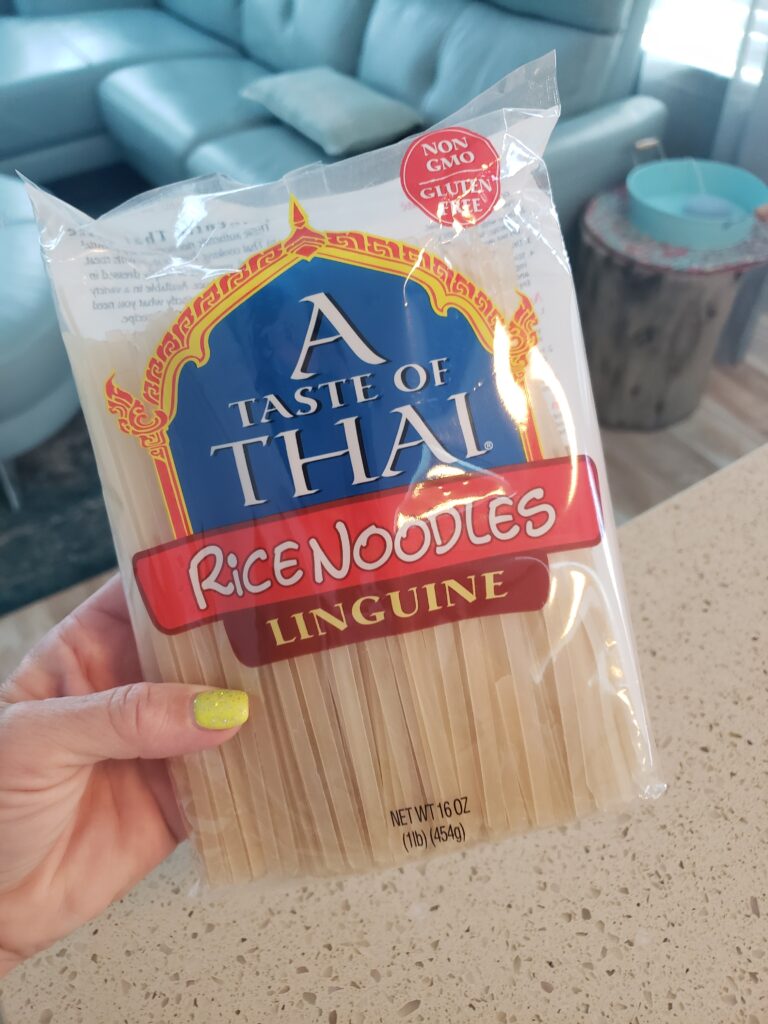 NON
GMO
GLUTEN
FREE
A
TASTE OF
THAI®
RICE NOODLES
LINGUINE
NET WT 16 OZ
(1lb) (454g)